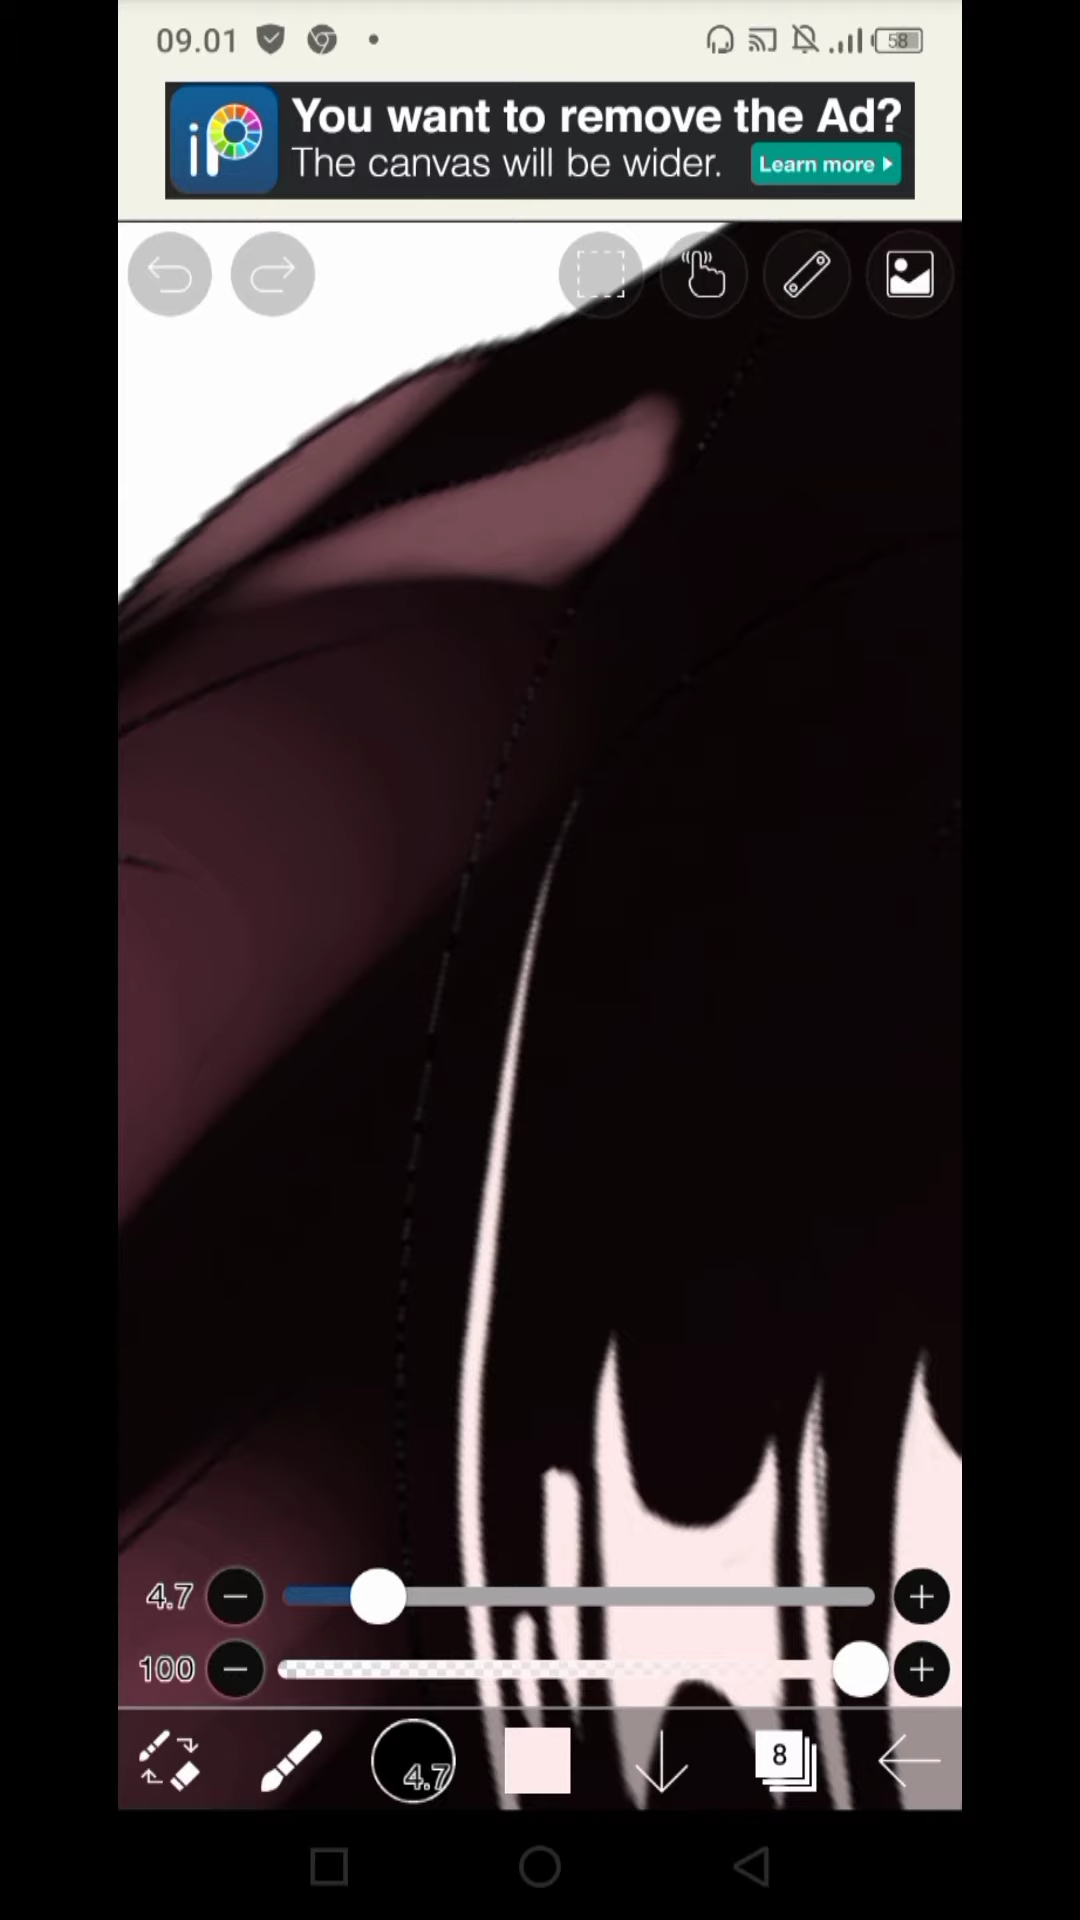 09.01
58
iP
You want to remove the Ad?
The canvas will be wider.
Learn more
4.7
100
4.7
8